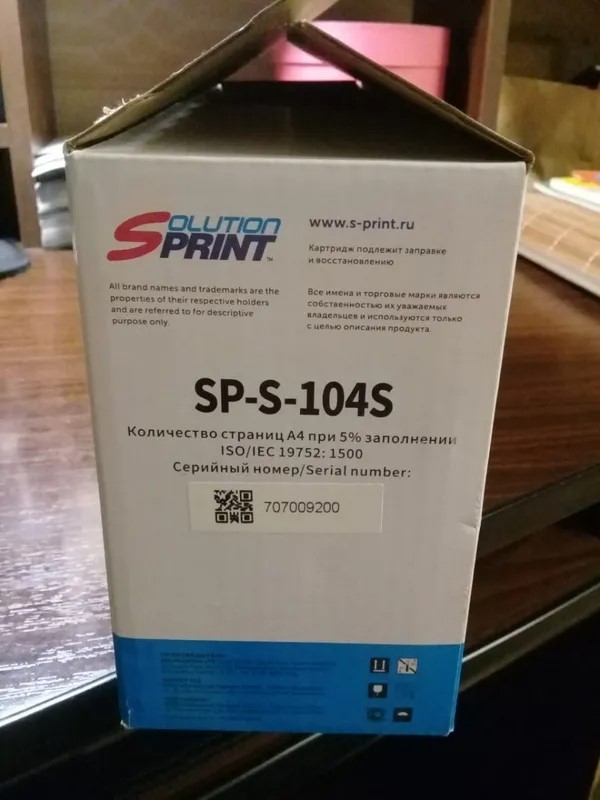 SOLUTION
SPRINT™
www.s-print.ru
Картридж подлежит заправке
и восстановлению
All brand names and trademarks are the
properties of their respective holders
and are referred to for descriptive
purpose only.
Все имена и торговые марки являются
собственностью их уважаемых
владельцев и используются только
с целью описания продукта.
SP-S-104S
Количество страниц А4 при 5% заполнении
ISO/IEC 19752: 1500
Серийный номер/Serial number:
707009200